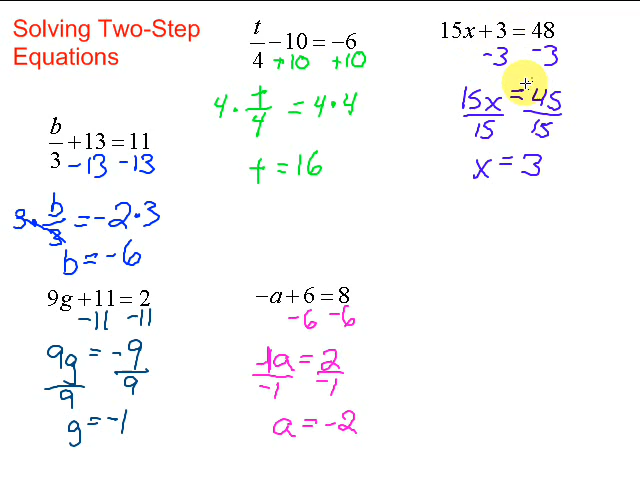 Solving Two-Step
Equations
b/3 + 13 = 11
-13 -13
3 · b/3 = -2 · 3
b = -6
t/4 - 10 = -6
+10 +10
4 · t/4 = 4 · 4
t = 16
15x + 3 = 48
-3 -3
15x = 45
15 15
x = 3
9g + 11 = 2
-11 -11
9g = -9
9 9
g = -1
-a + 6 = 8
-6 -6
-1a = 2
-1 -1
a = -2